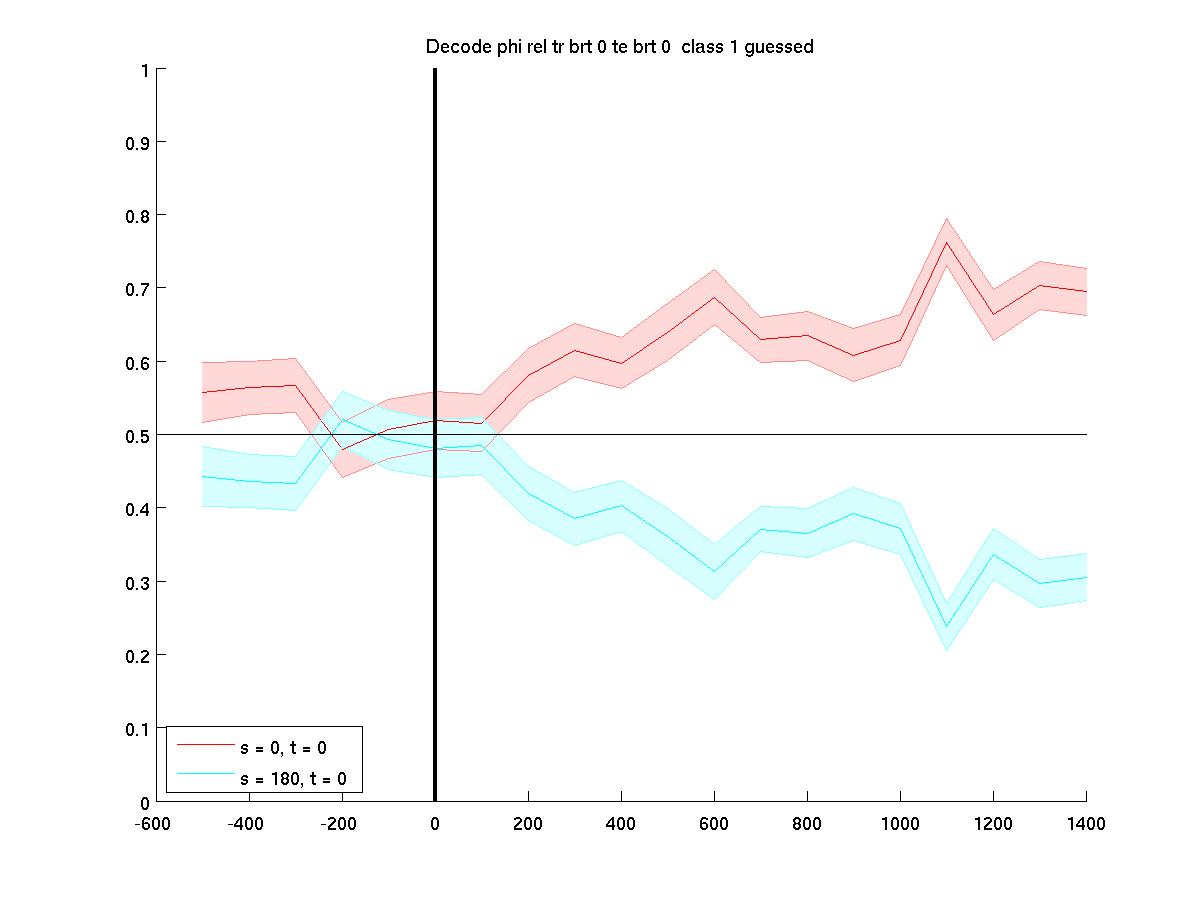 Decode phi rel tr brt 0 te brt 0  class 1 guessed
1
0.9
0.8
0.7
0.6
0.5
0.4
0.3
0.2
0.1
0
s = 0, t = 0
s = 180, t = 0
-600 -400 -200 0 200 400 600 800 1000 1200 1400